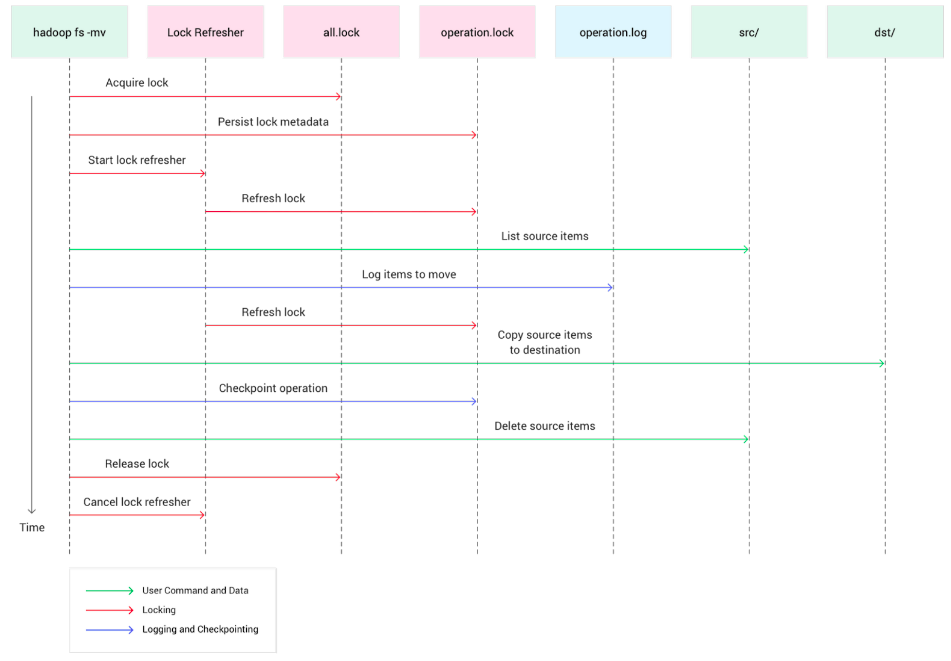 hadoop fs -mv
Lock Refresher
all.lock
operation.lock
operation.log
src/
dst/
Acquire lock
Persist lock metadata
Start lock refresher
Refresh lock
List source items
Log items to move
Refresh lock
Copy source items
to destination
Checkpoint operation
Delete source items
Release lock
Cancel lock refresher
Time
User Command and Data
Locking
Logging and Checkpointing